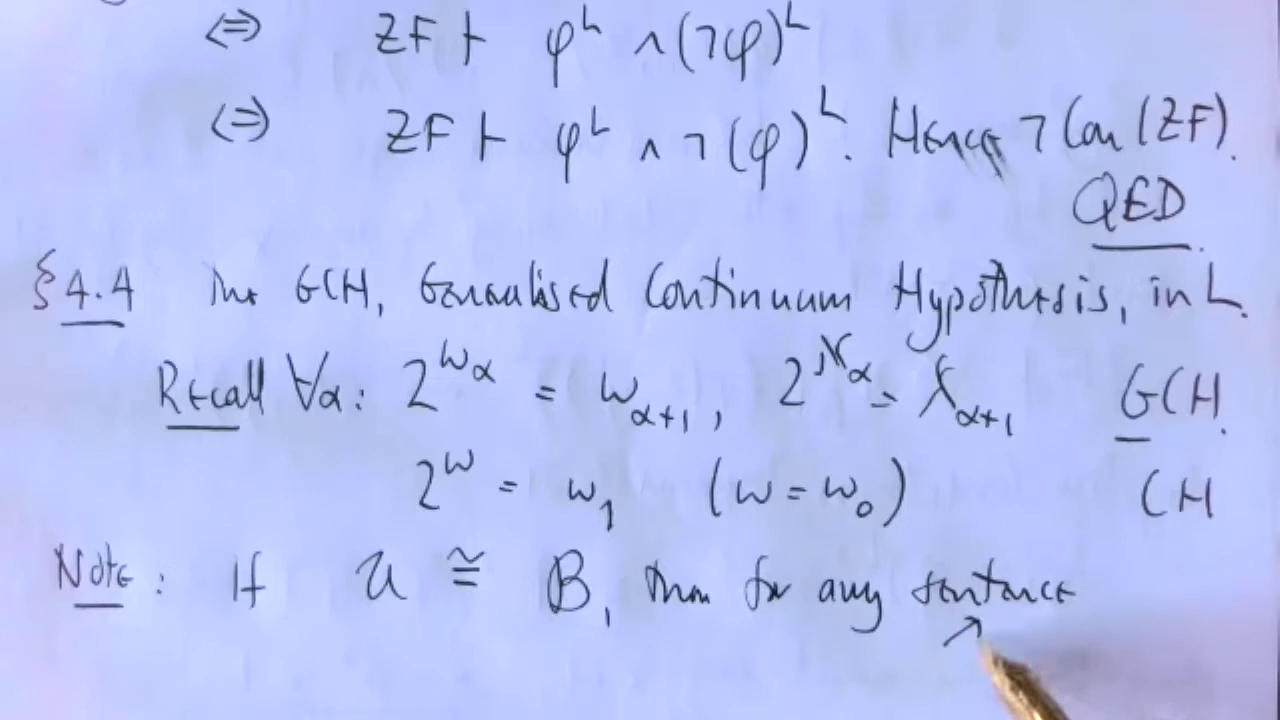 ⇔ ZF ⊢ φ^L ∧ (¬φ)^L
⇔ ZF ⊢ φ^L ∧ ¬(φ)^L. Hence ¬Con(ZF).
QED
§4.4 The GCH, Generalised Continuum Hypothesis, in L.
Recall ∀α: 2^{ω_α} = ω_{α+1}, 2^{ℵ_α} = ℵ_{α+1} GCH.
2^ω = ω_1 (ω = ω_0) CH
Note: If 𝔄 ≅ B, then for any sentence
↗